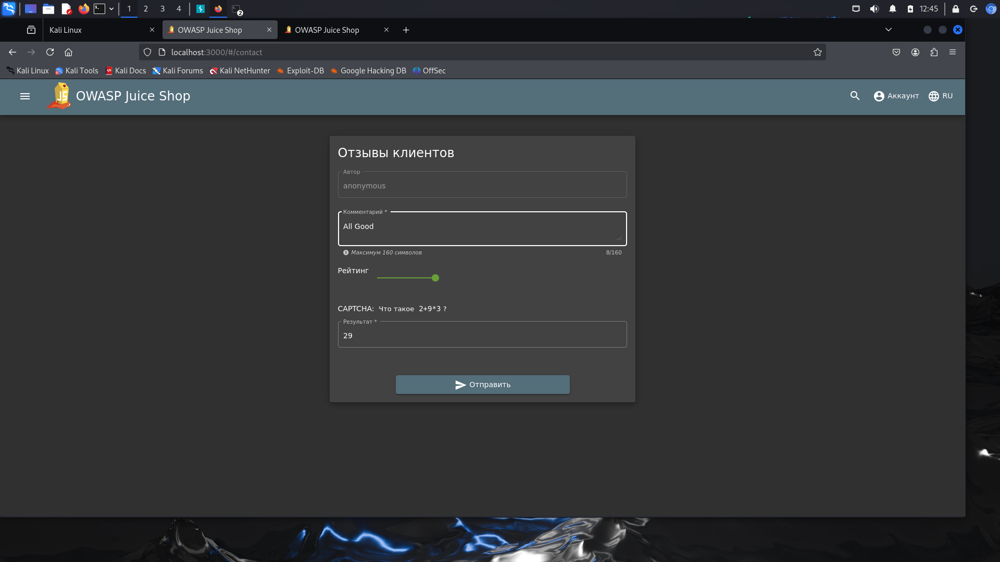 1 2 3 4 2 12:45
Kali Linux OWASP Juice Shop OWASP Juice Shop
localhost:3000/#/contact
Kali Linux Kali Tools Kali Docs Kali Forums Kali NetHunter Exploit-DB Google Hacking DB OffSec
JS OWASP Juice Shop Аккаунт RU
Отзывы клиентов
Автор
anonymous
Комментарий *
All Good
Максимум 160 символов 8/160
Рейтинг
CAPTCHA: Что такое 2+9*3 ?
Результат *
29
Отправить